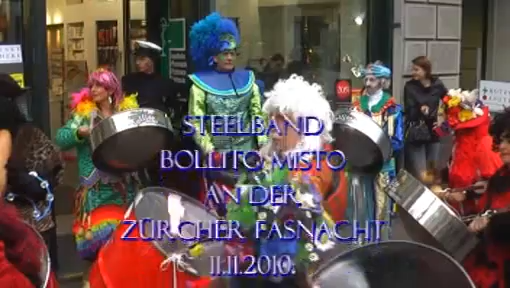 STEELBAND
BOLLITO MISTO
AN DER
ZÜRCHER FASNACHT
11.11.2010.